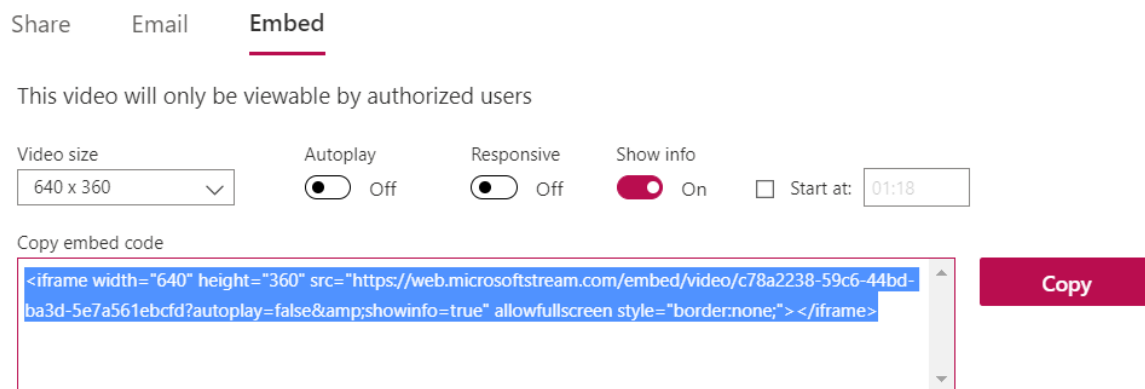 Share Email Embed
This video will only be viewable by authorized users
Video size Autoplay Responsive Show info
640 x 360 Off Off On Start at: 01:18
Copy embed code
<iframe width="640" height="360" src="https://web.microsoftstream.com/embed/video/c78a2238-59c6-44bd-
ba3d-5e7a561ebcfd?autoplay=false&amp;showinfo=true" allowfullscreen style="border:none;"></iframe>
Copy